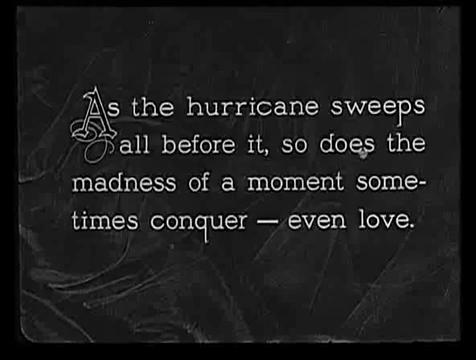 As the hurricane sweeps
all before it, so does the
madness of a moment some-
times conquer — even love.